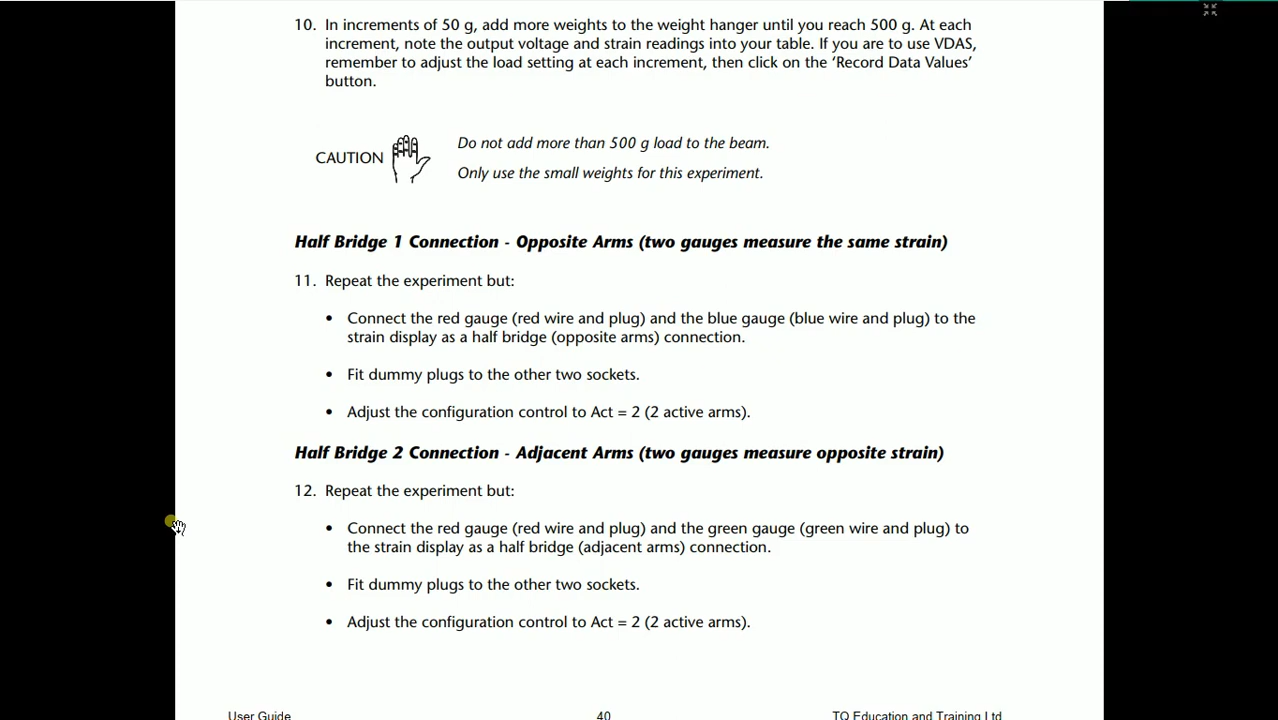 10. In increments of 50 g, add more weights to the weight hanger until you reach 500 g. At each
increment, note the output voltage and strain readings into your table. If you are to use VDAS,
remember to adjust the load setting at each increment, then click on the ‘Record Data Values’
button.
CAUTION
Do not add more than 500 g load to the beam.
Only use the small weights for this experiment.
Half Bridge 1 Connection - Opposite Arms (two gauges measure the same strain)
11. Repeat the experiment but:
• Connect the red gauge (red wire and plug) and the blue gauge (blue wire and plug) to the
strain display as a half bridge (opposite arms) connection.
• Fit dummy plugs to the other two sockets.
• Adjust the configuration control to Act = 2 (2 active arms).
Half Bridge 2 Connection - Adjacent Arms (two gauges measure opposite strain)
12. Repeat the experiment but:
• Connect the red gauge (red wire and plug) and the green gauge (green wire and plug) to
the strain display as a half bridge (adjacent arms) connection.
• Fit dummy plugs to the other two sockets.
• Adjust the configuration control to Act = 2 (2 active arms).
User Guide 40 TQ Education and Training Ltd